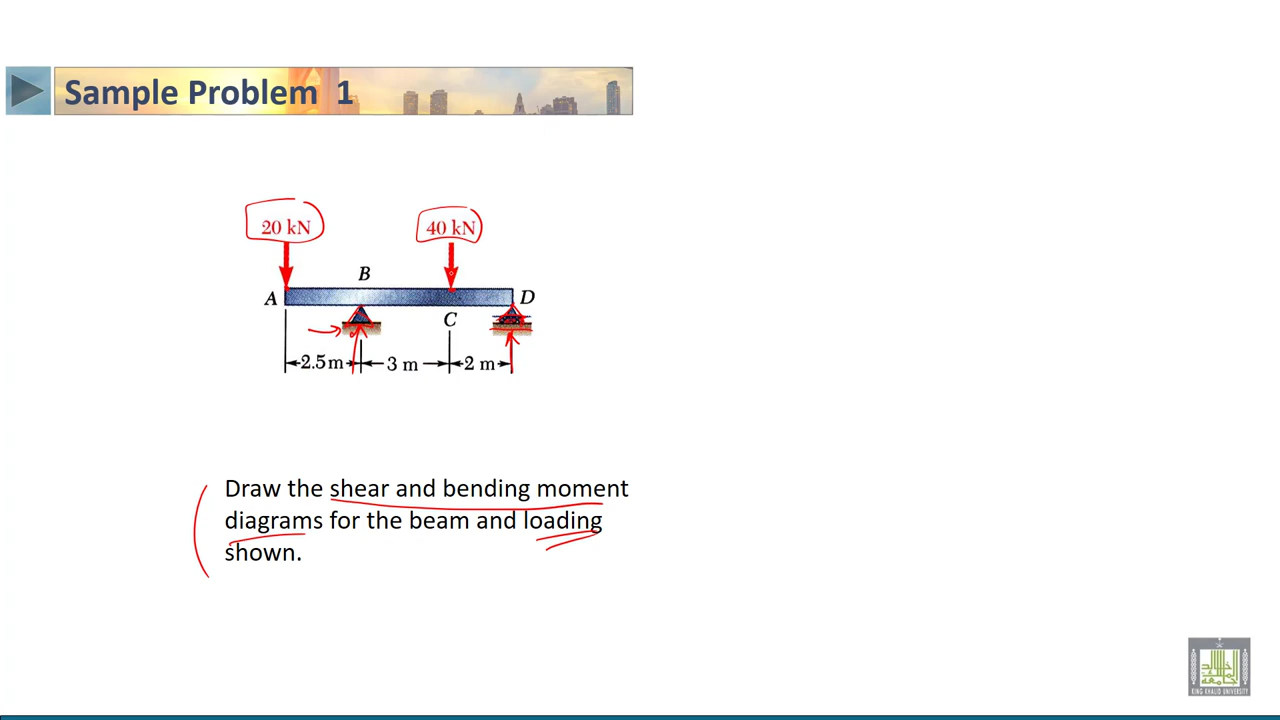 Sample Problem 1
20 kN
40 kN
B
A
D
C
2.5 m
3 m
2 m
Draw the shear and bending moment
diagrams for the beam and loading
shown.
KING KHALID UNIVERSITY